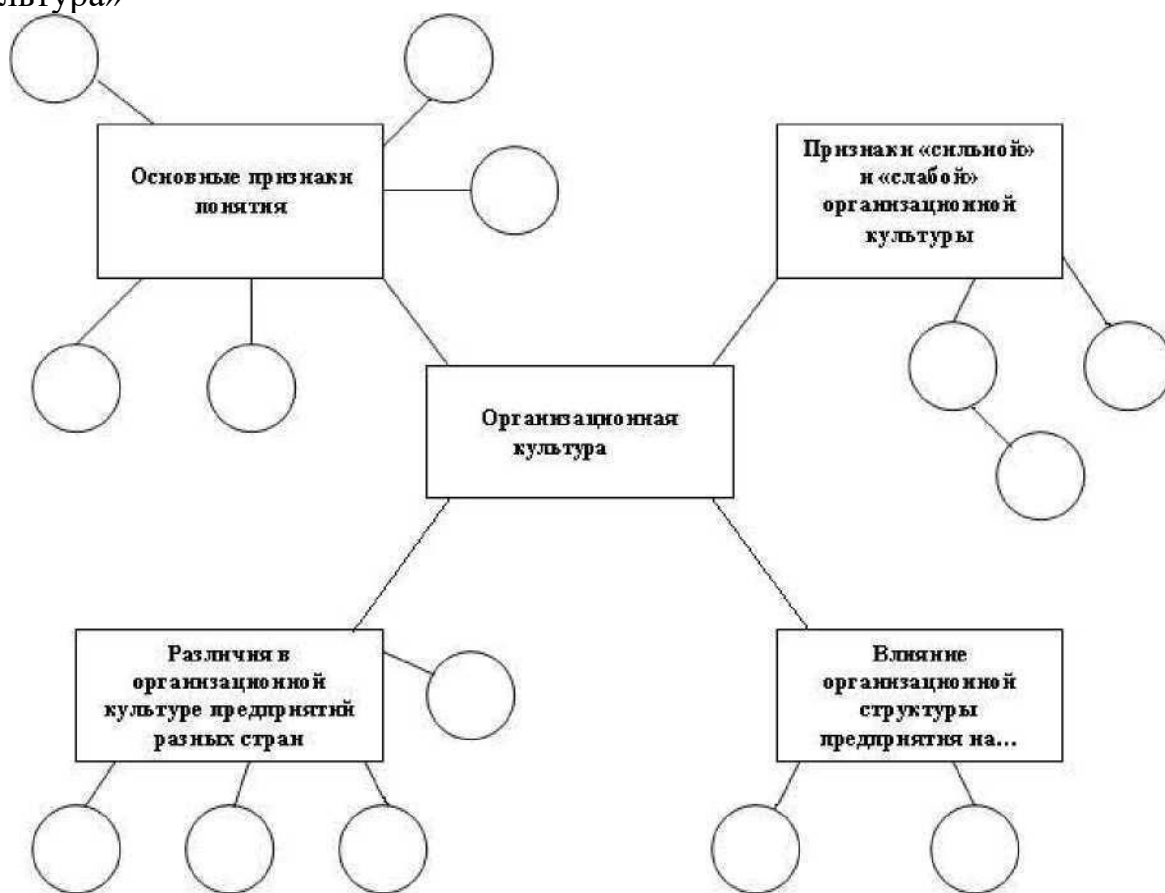 льтура»
Основные признаки
понятия
Признаки «сильной»
и «слабой»
организационной
культуры
Организационная
культура
Различия в
организационной
культуре предприятий
разных стран
Влияние
организационной
структуры
предприятия на...